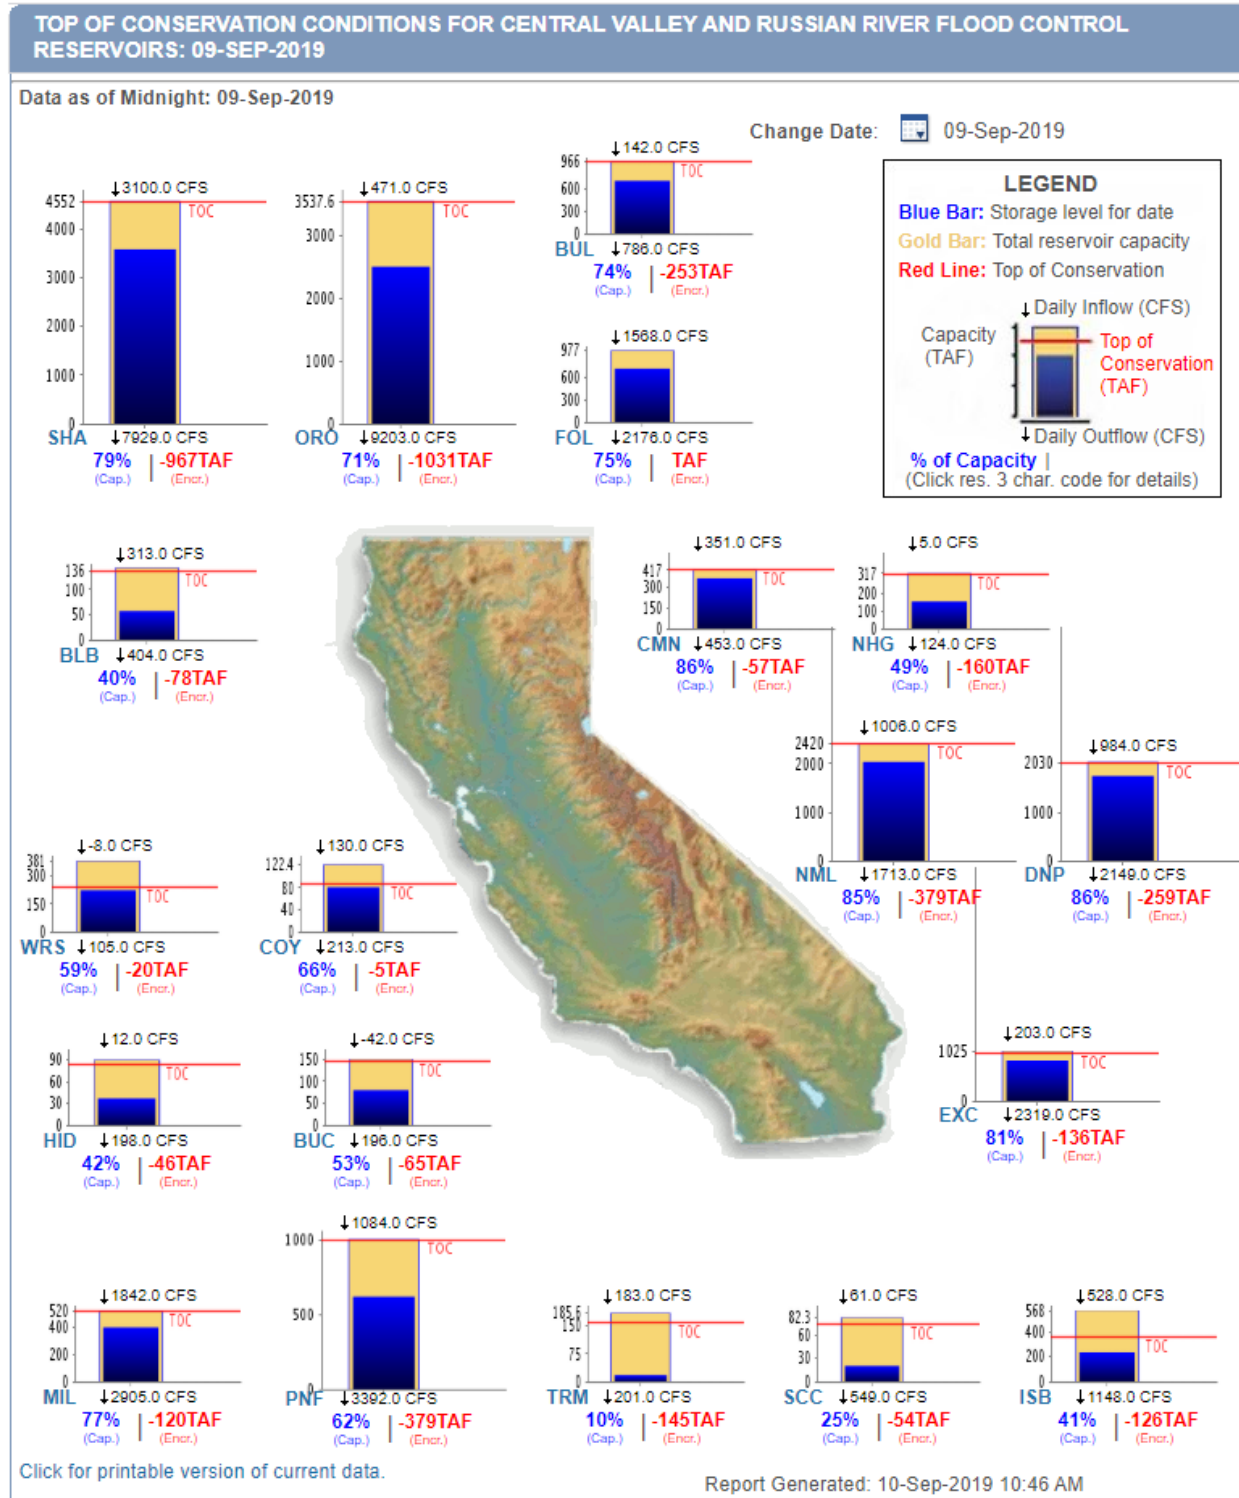 TOP OF CONSERVATION CONDITIONS FOR CENTRAL VALLEY AND RUSSIAN RIVER FLOOD CONTROL
RESERVOIRS: 09-SEP-2019
Data as of Midnight: 09-Sep-2019
Change Date: 09-Sep-2019
LEGEND
Blue Bar: Storage level for date
Gold Bar: Total reservoir capacity
Red Line: Top of Conservation
↓Daily Inflow (CFS)
Capacity
(TAF)
Top of
Conservation
(TAF)
↓Daily Outflow (CFS)
% of Capacity |
(Click res. 3 char. code for details)
↓3100.0 CFS
4552
TOC
4000
3000
2000
1000
0
SHA ↓7929.0 CFS
79% | -967TAF
(Cap.) (Encr.)
↓471.0 CFS
3537.6
TOC
3000
2000
1000
0
ORO ↓9203.0 CFS
71% | -1031TAF
(Cap.) (Encr.)
↓142.0 CFS
966
TOC
600
300
0
BUL ↓786.0 CFS
74% | -253TAF
(Cap.) (Encr.)
↓1568.0 CFS
977
600
300
0
FOL ↓2176.0 CFS
75% | TAF
(Cap.) (Encr.)
↓313.0 CFS
136
TOC
100
50
0
BLB ↓404.0 CFS
40% | -78TAF
(Cap.) (Encr.)
↓351.0 CFS
417
TOC
300
150
0
CMN ↓453.0 CFS
86% | -57TAF
(Cap.) (Encr.)
↓5.0 CFS
317
TOC
200
100
0
NHG ↓124.0 CFS
49% | -160TAF
(Cap.) (Encr.)
↓1006.0 CFS
2420
TOC
2000
1000
0
NML ↓1713.0 CFS
85% | -379TAF
(Cap.) (Encr.)
↓984.0 CFS
2030
TOC
1000
0
DNP ↓2149.0 CFS
86% | -259TAF
(Cap.) (Encr.)
↓-8.0 CFS
381
300
TOC
150
0
WRS ↓105.0 CFS
59% | -20TAF
(Cap.) (Encr.)
↓130.0 CFS
122.4
80
TOC
40
0
COY ↓213.0 CFS
66% | -5TAF
(Cap.) (Encr.)
↓12.0 CFS
90
TOC
60
30
0
HID ↓198.0 CFS
42% | -46TAF
(Cap.) (Encr.)
↓-42.0 CFS
150
TOC
100
50
0
BUC ↓196.0 CFS
53% | -65TAF
(Cap.) (Encr.)
↓203.0 CFS
1025
TOC
0
EXC ↓2319.0 CFS
81% | -136TAF
(Cap.) (Encr.)
↓1842.0 CFS
520
TOC
400
200
0
MIL ↓2905.0 CFS
77% | -120TAF
(Cap.) (Encr.)
↓1084.0 CFS
1000
TOC
500
0
PNF ↓3392.0 CFS
62% | -379TAF
(Cap.) (Encr.)
↓183.0 CFS
185.6
150
TOC
75
0
TRM ↓201.0 CFS
10% | -145TAF
(Cap.) (Encr.)
↓61.0 CFS
82.3
60
TOC
30
0
SCC ↓549.0 CFS
25% | -54TAF
(Cap.) (Encr.)
↓528.0 CFS
568
400
TOC
200
0
ISB ↓1148.0 CFS
41% | -126TAF
(Cap.) (Encr.)
Click for printable version of current data.
Report Generated: 10-Sep-2019 10:46 AM